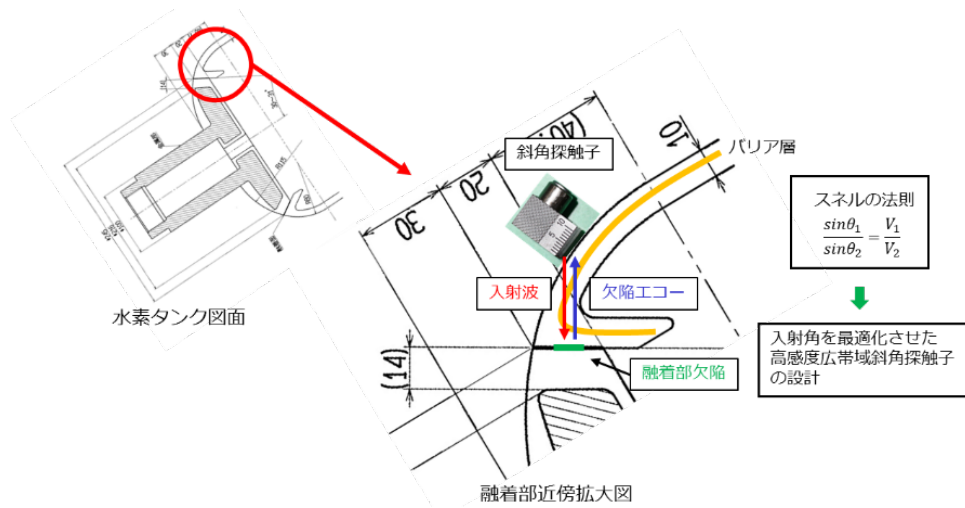 斜角探触子
バリア層
30
20
(40.
10
スネルの法則
sinθ₁/sinθ₂ = V₁/V₂
入射波
欠陥エコー
水素タンク図面
入射角を最適化させた
高感度広帯域斜角探触子
の設計
(14)
融着部欠陥
融着部近傍拡大図